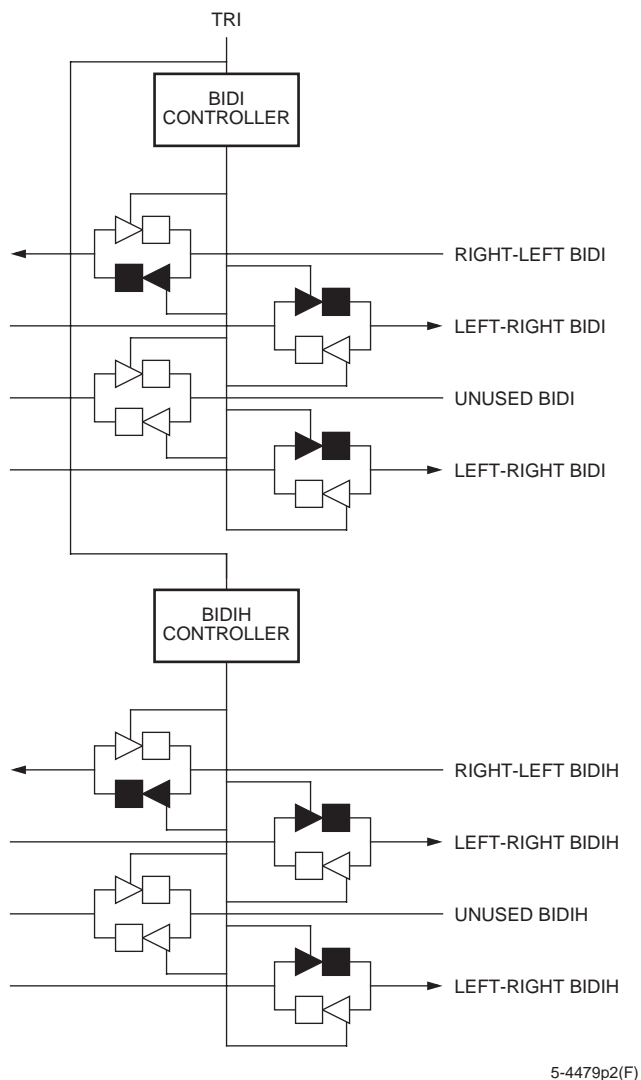 TRI
BIDI
CONTROLLER
RIGHT-LEFT BIDI
LEFT-RIGHT BIDI
UNUSED BIDI
LEFT-RIGHT BIDI
BIDIH
CONTROLLER
RIGHT-LEFT BIDIH
LEFT-RIGHT BIDIH
UNUSED BIDIH
LEFT-RIGHT BIDIH
5-4479p2(F)